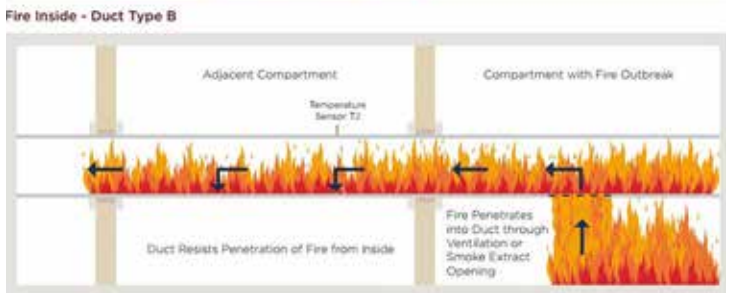 Fire Inside - Duct Type B
Adjacent Compartment
Compartment with Fire Outbreak
Temperature
Sensor T2
Fire Penetrates
into Duct through
Ventilation or
Smoke Extract
Opening
Duct Resists Penetration of Fire from Inside